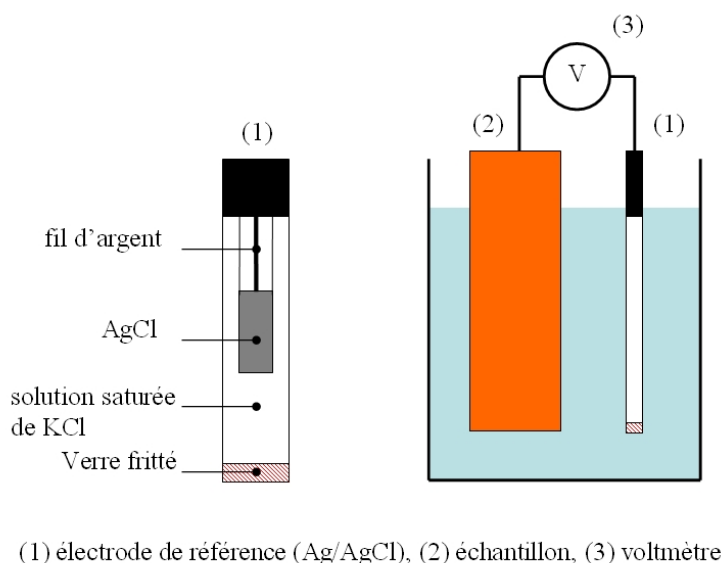 (3)
V
(1)
(2)
(1)
fil d'argent
AgCl
solution saturée
de KCl
Verre fritté
(1) électrode de référence (Ag/AgCl), (2) échantillon, (3) voltmètre